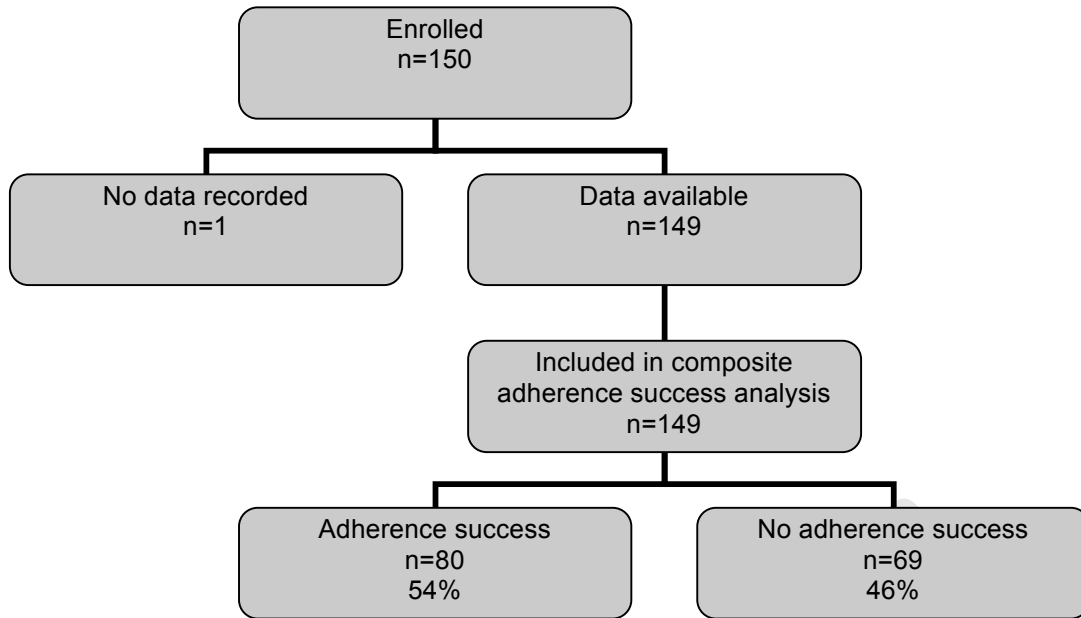 Enrolled
n=150
No data recorded
n=1
Data available
n=149
Included in composite
adherence success analysis
n=149
Adherence success
n=80
54%
No adherence success
n=69
46%